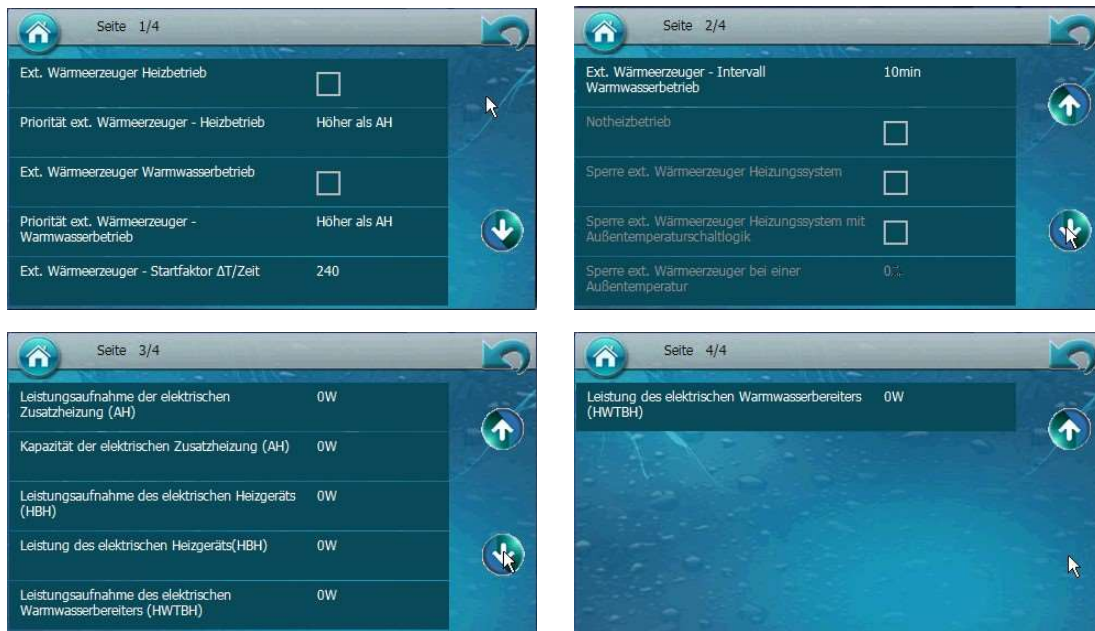 Seite 1/4
Ext. Wärmeerzeuger Heizbetrieb
Priorität ext. Wärmeerzeuger - Heizbetrieb Höher als AH
Ext. Wärmeerzeuger Warmwasserbetrieb
Priorität ext. Wärmeerzeuger - Höher als AH
Warmwasserbetrieb
Ext. Wärmeerzeuger - Startfaktor ΔT/Zeit 240
Seite 2/4
Ext. Wärmeerzeuger - Intervall 10min
Warmwasserbetrieb
Notheizbetrieb
Sperre ext. Wärmeerzeuger Heizungssystem
Sperre ext. Wärmeerzeuger Heizungssystem mit
Außentemperaturschaltlogik
Sperre ext. Wärmeerzeuger bei einer 0
Außentemperatur
Seite 3/4
Leistungsaufnahme der elektrischen 0W
Zusatzheizung (AH)
Kapazität der elektrischen Zusatzheizung (AH) 0W
Leistungsaufnahme des elektrischen Heizgeräts 0W
(HBH)
Leistung des elektrischen Heizgeräts(HBH) 0W
Leistungsaufnahme des elektrischen 0W
Warmwasserbereiters (HWTBH)
Seite 4/4
Leistung des elektrischen Warmwasserbereiters 0W
(HWTBH)